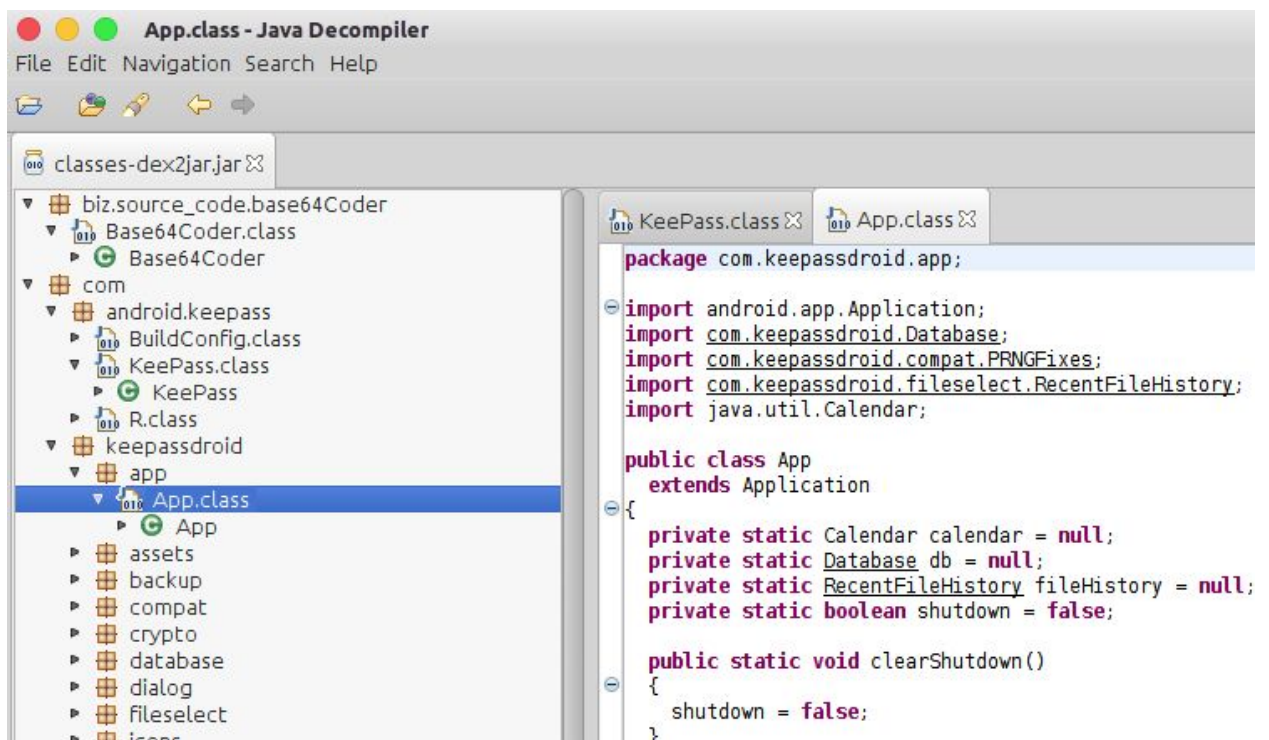 App.class - Java Decompiler
File Edit Navigation Search Help
classes-dex2jar.jar
biz.source_code.base64Coder
Base64Coder.class
Base64Coder
com
android.keepass
BuildConfig.class
KeePass.class
KeePass
R.class
keepassdroid
app
App.class
App
assets
backup
compat
crypto
database
dialog
fileselect
icons
KeePass.class
App.class
package com.keepassdroid.app;
import android.app.Application;
import com.keepassdroid.Database;
import com.keepassdroid.compat.PRNGFixes;
import com.keepassdroid.fileselect.RecentFileHistory;
import java.util.Calendar;
public class App
extends Application
{
private static Calendar calendar = null;
private static Database db = null;
private static RecentFileHistory fileHistory = null;
private static boolean shutdown = false;
public static void clearShutdown()
{
shutdown = false;
}